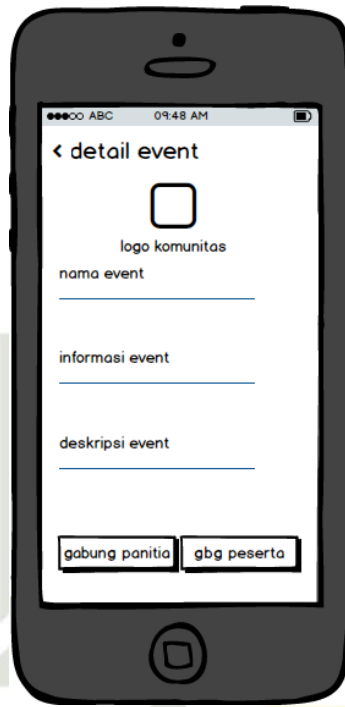 ABC 09:48 AM
< detail event
logo komunitas
nama event
informasi event
deskripsi event
gabung panitia gbg peserta